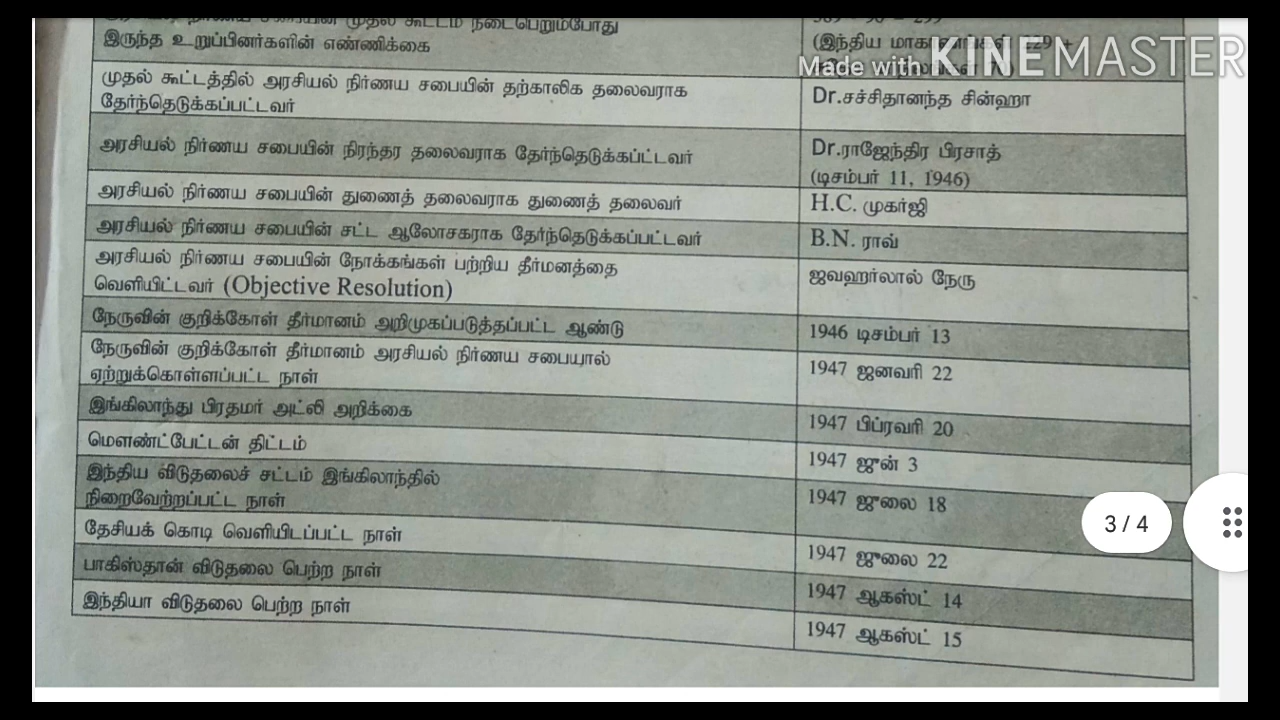 முதல் கூட்டம் நடைபெறும்போது
இருந்த உறுப்பினர்களின் எண்ணிக்கை
(இந்திய
Made with KINEMASTER
முதல் கூட்டத்தில் அரசியல் நிர்ணய சபையின் தற்காலிக தலைவராக
தேர்ந்தெடுக்கப்பட்டவர்
Dr.சச்சிதானந்த சின்ஹா
அரசியல் நிர்ணய சபையின் நிரந்தர தலைவராக தேர்ந்தெடுக்கப்பட்டவர்
Dr.ராஜேந்திர பிரசாத்
(டிசம்பர் 11, 1946)
அரசியல் நிர்ணய சபையின் துணைத் தலைவராக துணைத் தலைவர்
H.C. முகர்ஜி
அரசியல் நிர்ணய சபையின் சட்ட ஆலோசகராக தேர்ந்தெடுக்கப்பட்டவர்
B.N. ராவ்
அரசியல் நிர்ணய சபையின் நோக்கங்கள் பற்றிய தீர்மனத்தை
வெளியிட்டவர் (Objective Resolution)
ஜவஹர்லால் நேரு
நேருவின் குறிக்கோள் தீர்மானம் அறிமுகப்படுத்தப்பட்ட ஆண்டு
1946 டிசம்பர் 13
நேருவின் குறிக்கோள் தீர்மானம் அரசியல் நிர்ணய சபையால்
ஏற்றுக்கொள்ளப்பட்ட நாள்
1947 ஜனவரி 22
இங்கிலாந்து பிரதமர் அட்லி அறிக்கை
1947 பிப்ரவரி 20
மௌண்ட்பேட்டன் திட்டம்
1947 ஜுன் 3
இந்திய விடுதலைச் சட்டம் இங்கிலாந்தில்
நிறைவேற்றப்பட்ட நாள்
1947 ஜுலை 18
தேசியக் கொடி வெளியிடப்பட்ட நாள்
1947 ஜுலை 22
பாகிஸ்தான் விடுதலை பெற்ற நாள்
1947 ஆகஸ்ட் 14
இந்தியா விடுதலை பெற்ற நாள்
1947 ஆகஸ்ட் 15
3 / 4